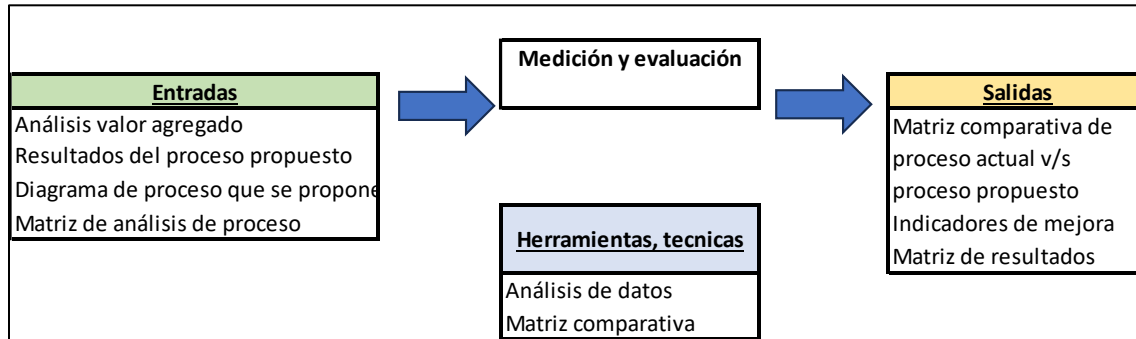 Medición y evaluación
Entradas
Análisis valor agregado
Resultados del proceso propuesto
Diagrama de proceso que se propone
Matriz de análisis de proceso
Herramientas, tecnicas
Análisis de datos
Matriz comparativa
Salidas
Matriz comparativa de
proceso actual v/s
proceso propuesto
Indicadores de mejora
Matriz de resultados